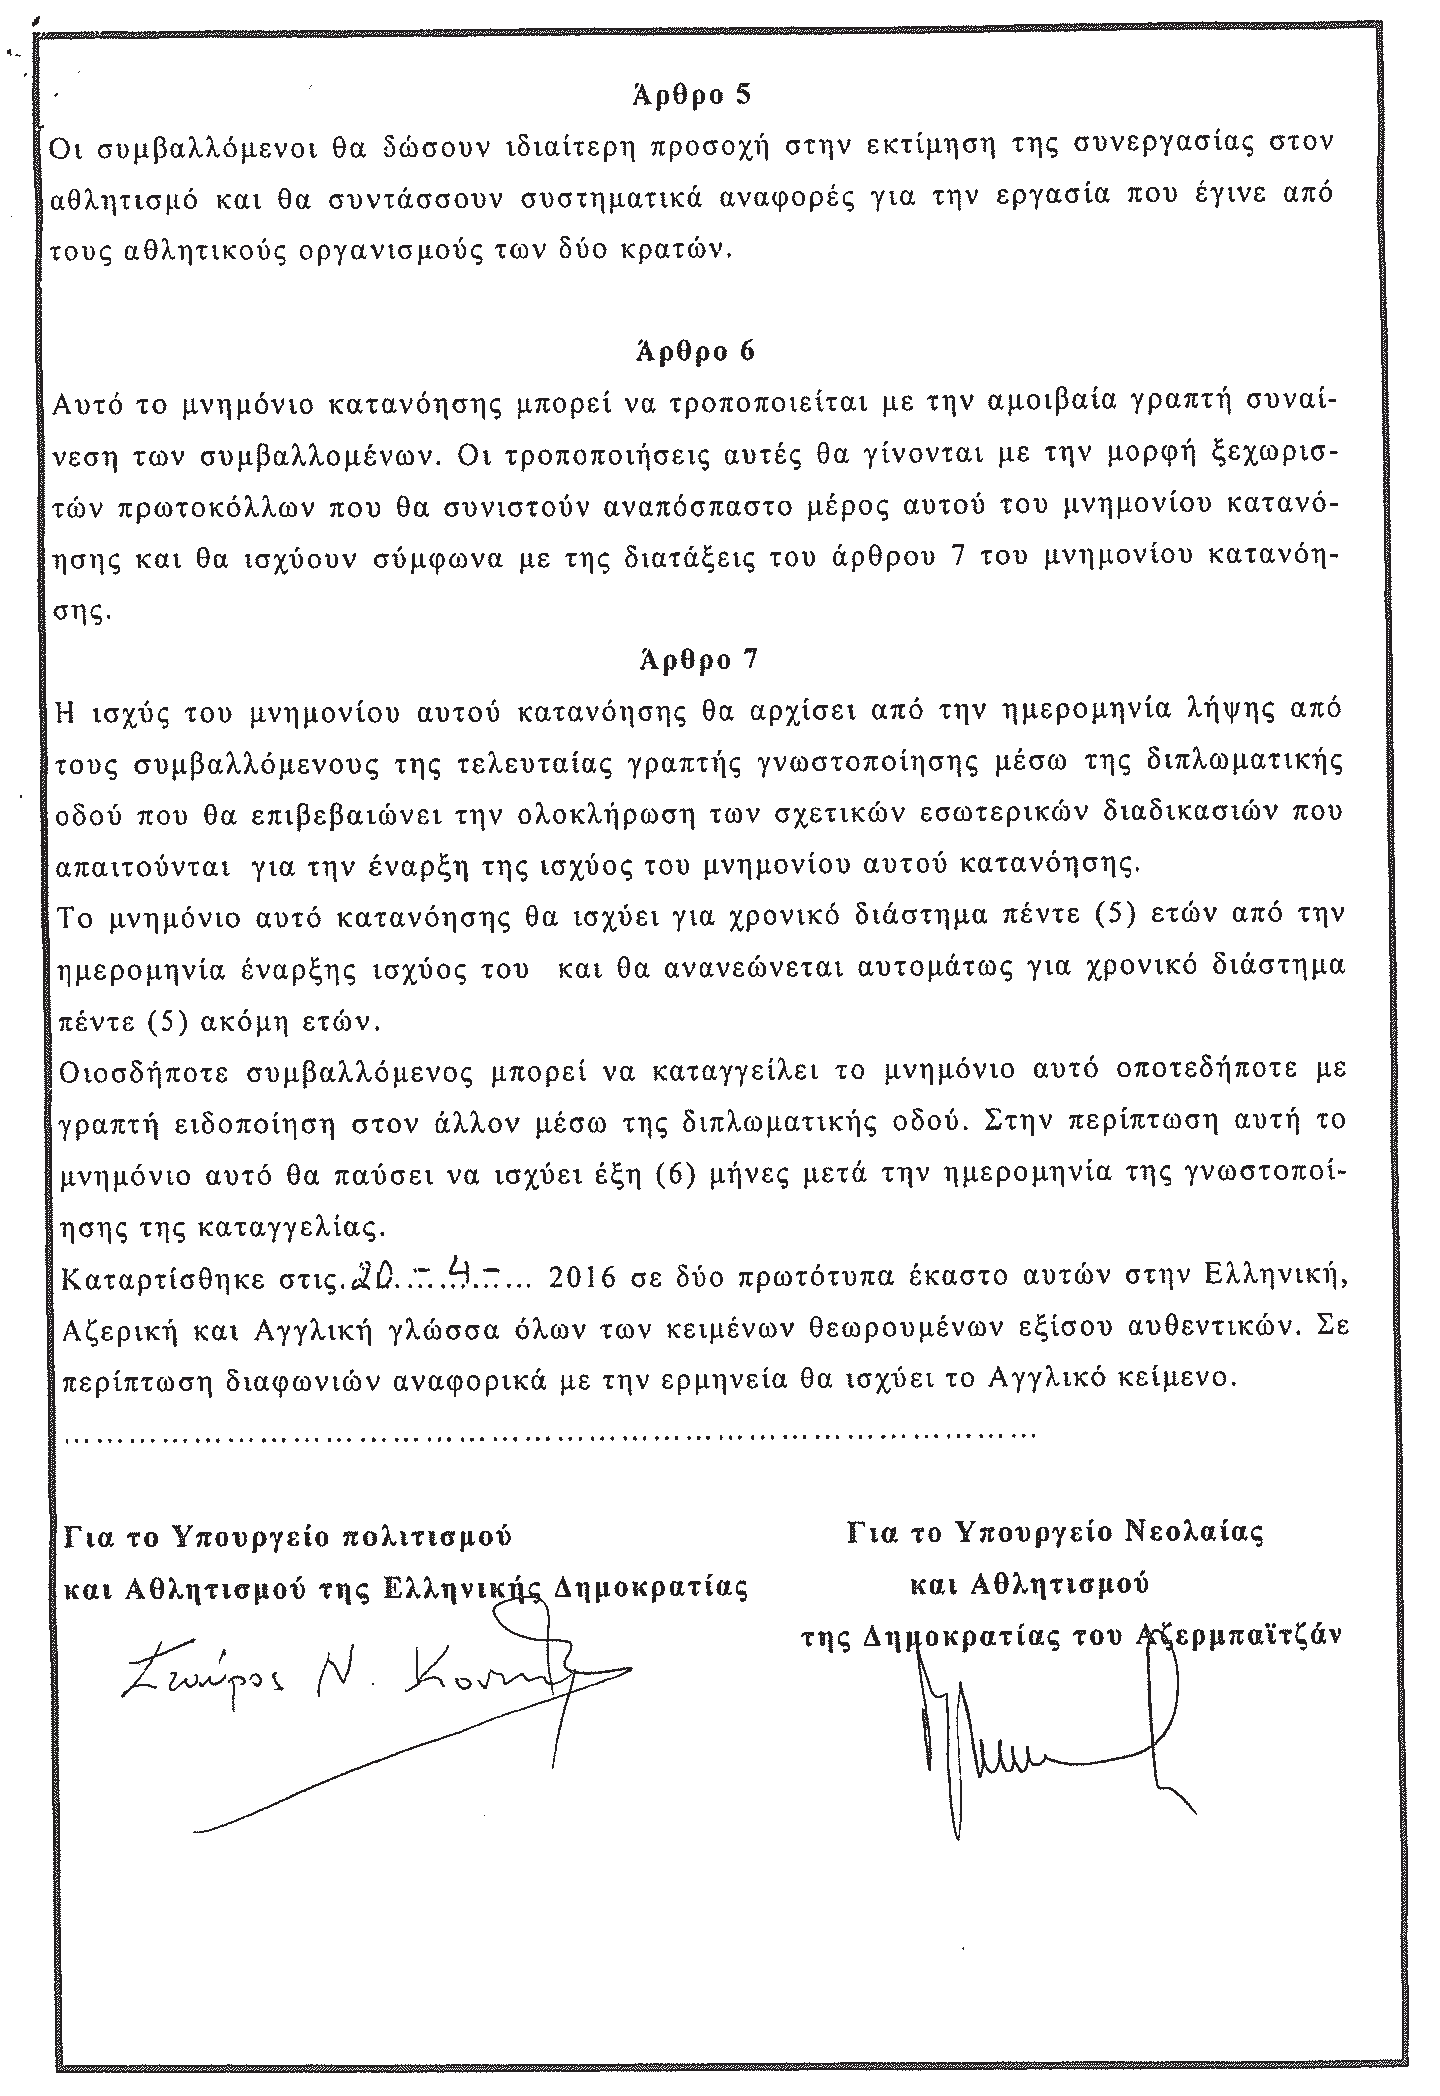 Άρθρο 5
Οι συμβαλλόμενοι θα δώσουν ιδιαίτερη προσοχή στην εκτίμηση της συνεργασίας στον
αθλητισμό και θα συντάσσουν συστηματικά αναφορές για την εργασία που έγινε από
τους αθλητικούς οργανισμούς των δύο κρατών.
Άρθρο 6
Αυτό το μνημόνιο κατανόησης μπορεί να τροποποιείται με την αμοιβαία γραπτή συναί-
νεση των συμβαλλομένων. Οι τροποποιήσεις αυτές θα γίνονται με την μορφή ξεχωρισ-
τών πρωτοκόλλων που θα συνιστούν αναπόσπαστο μέρος αυτού του μνημονίου κατανό-
ησης και θα ισχύουν σύμφωνα με της διατάξεις του άρθρου 7 του μνημονίου κατανόη-
σης.
Άρθρο 7
Η ισχύς του μνημονίου αυτού κατανόησης θα αρχίσει από την ημερομηνία λήψης από
τους συμβαλλόμενους της τελευταίας γραπτής γνωστοποίησης μέσω της διπλωματικής
οδού που θα επιβεβαιώνει την ολοκλήρωση των σχετικών εσωτερικών διαδικασιών που
απαιτούνται για την έναρξη της ισχύος του μνημονίου αυτού κατανόησης.
Το μνημόνιο αυτό κατανόησης θα ισχύει για χρονικό διάστημα πέντε (5) ετών από την
ημερομηνία έναρξης ισχύος του και θα ανανεώνεται αυτομάτως για χρονικό διάστημα
πέντε (5) ακόμη ετών.
Οιοσδήποτε συμβαλλόμενος μπορεί να καταγγείλει το μνημόνιο αυτό οποτεδήποτε με
γραπτή ειδοποίηση στον άλλον μέσω της διπλωματικής οδού. Στην περίπτωση αυτή το
μνημόνιο αυτό θα παύσει να ισχύει έξη (6) μήνες μετά την ημερομηνία της γνωστοποί-
ησης της καταγγελίας.
Καταρτίσθηκε στις.20..-.4.-... 2016 σε δύο πρωτότυπα έκαστο αυτών στην Ελληνική,
Αζερική και Αγγλική γλώσσα όλων των κειμένων θεωρουμένων εξίσου αυθεντικών. Σε
περίπτωση διαφωνιών αναφορικά με την ερμηνεία θα ισχύει το Αγγλικό κείμενο.
..........................................................................................
Για το Υπουργείο πολιτισμού
και Αθλητισμού της Ελληνικής Δημοκρατίας
Σταύρος Ν.
Για το Υπουργείο Νεολαίας
και Αθλητισμού
της Δημοκρατίας του Αζερμπαϊτζάν